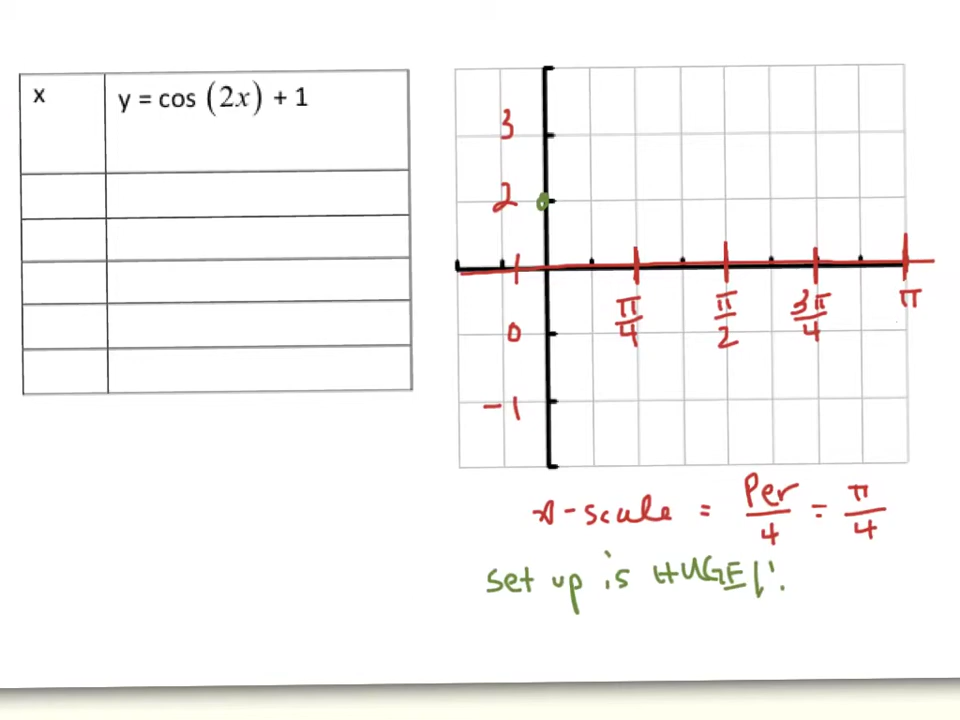 x
y = cos (2x) + 1
3
2
1
π/4 π/2 3π/4 π
0
-1
x-scale = Per/4 = π/4
set up is HUGE!!